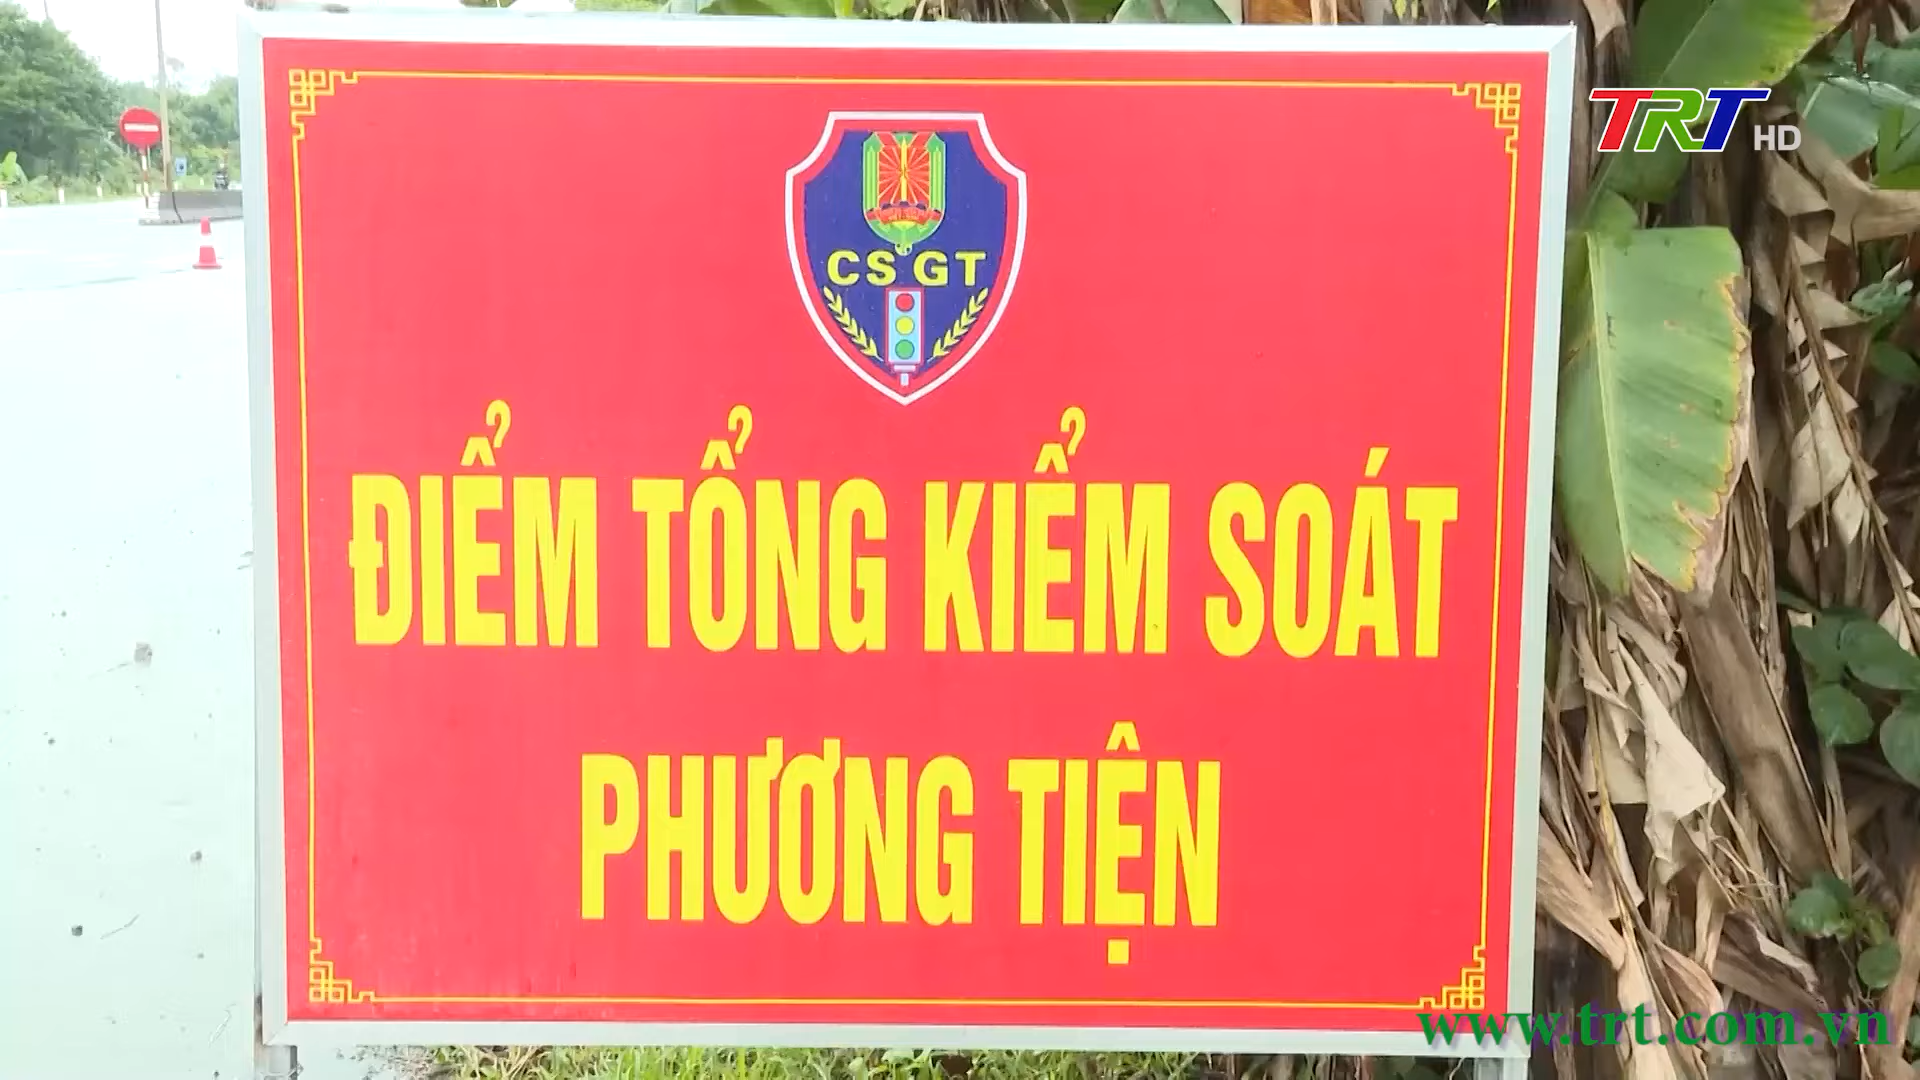 TRT HD
CSGT
ĐIỂM TỔNG KIỂM SOÁT
PHƯƠNG TIỆN
www.trt.com.vn